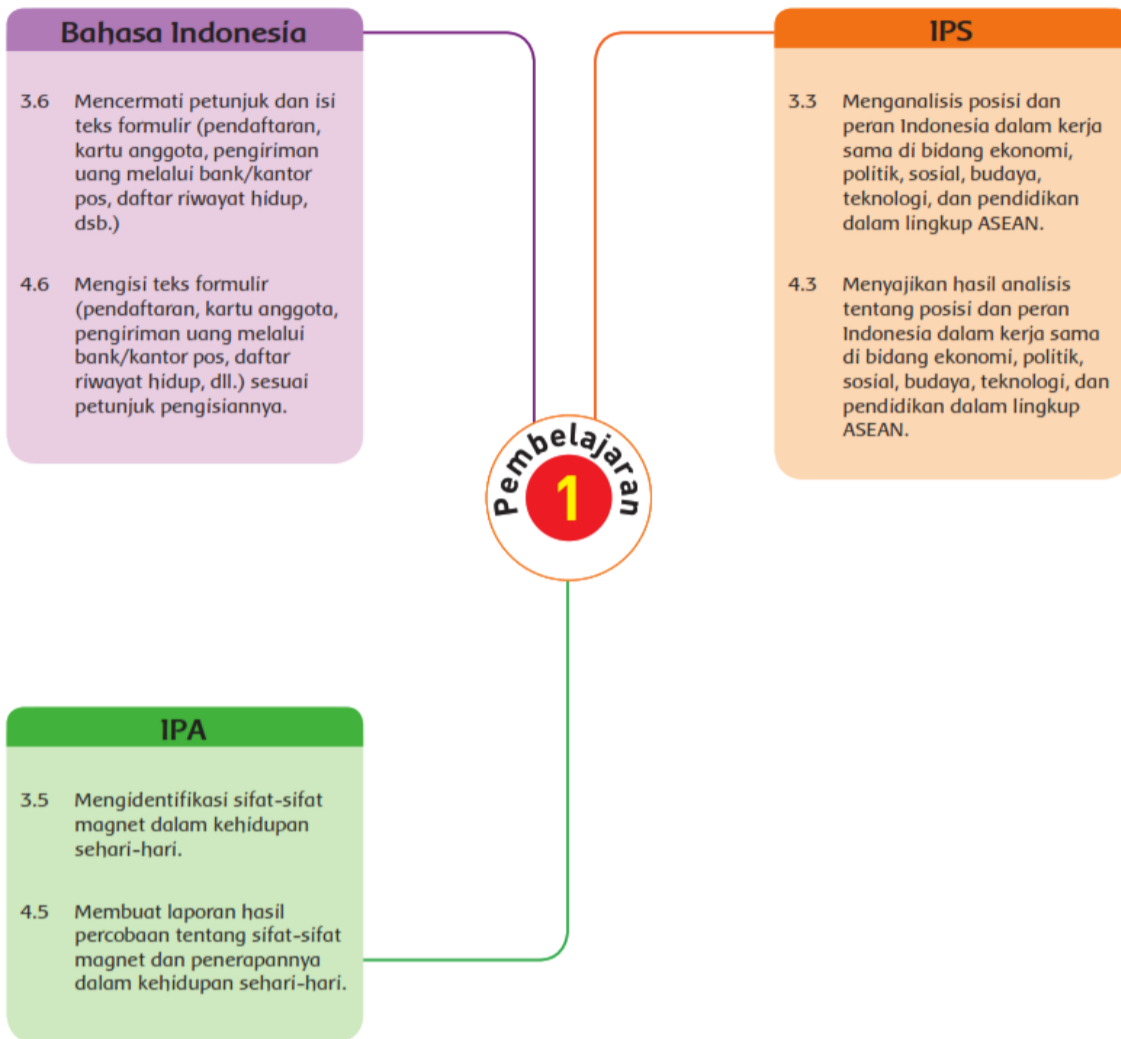 Bahasa Indonesia
3.6 Mencermati petunjuk dan isi
teks formulir (pendaftaran,
kartu anggota, pengiriman
uang melalui bank/kantor
pos, daftar riwayat hidup,
dsb.)
4.6 Mengisi teks formulir
(pendaftaran, kartu anggota,
pengiriman uang melalui
bank/kantor pos, daftar
riwayat hidup, dll.) sesuai
petunjuk pengisiannya.
IPS
3.3 Menganalisis posisi dan
peran Indonesia dalam kerja
sama di bidang ekonomi,
politik, sosial, budaya,
teknologi, dan pendidikan
dalam lingkup ASEAN.
4.3 Menyajikan hasil analisis
tentang posisi dan peran
Indonesia dalam kerja sama
di bidang ekonomi, politik,
sosial, budaya, teknologi, dan
pendidikan dalam lingkup
ASEAN.
Pembelajaran
1
IPA
3.5 Mengidentifikasi sifat-sifat
magnet dalam kehidupan
sehari-hari.
4.5 Membuat laporan hasil
percobaan tentang sifat-sifat
magnet dan penerapannya
dalam kehidupan sehari-hari.